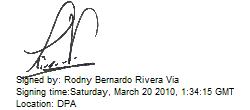 Signed by: Rodny Bernardo Rivera Via
Signing time:Saturday, March 20 2010, 1:34:15 GMT
Location: DPA